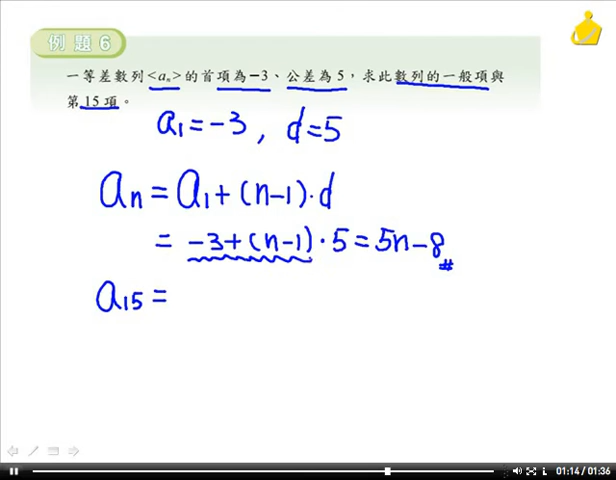 例題6
一等差數列<aₙ>的首項為−3、公差為5，求此數列的一般項與
第15項。
a₁=−3, d=5
aₙ=a₁+(n−1)·d
=−3+(n−1)·5=5n−8#
a₁₅=
01:14/01:36